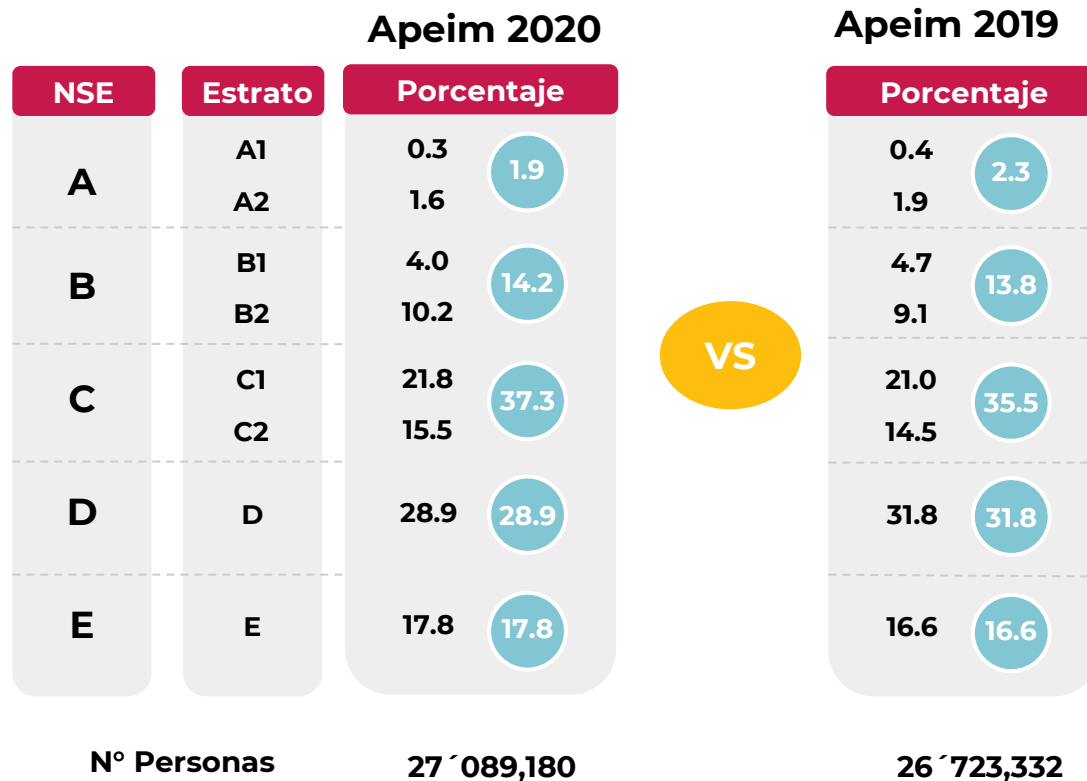 Apeim 2020 Apeim 2019
NSE Estrato Porcentaje Porcentaje
A1 0.3 0.4
A 1.9 2.3
A2 1.6 1.9
B1 4.0 4.7
B 14.2 13.8
B2 10.2 9.1
VS
C1 21.8 21.0
C 37.3 35.5
C2 15.5 14.5
D D 28.9 28.9 31.8 31.8
E E 17.8 17.8 16.6 16.6
N° Personas 27´089,180 26´723,332